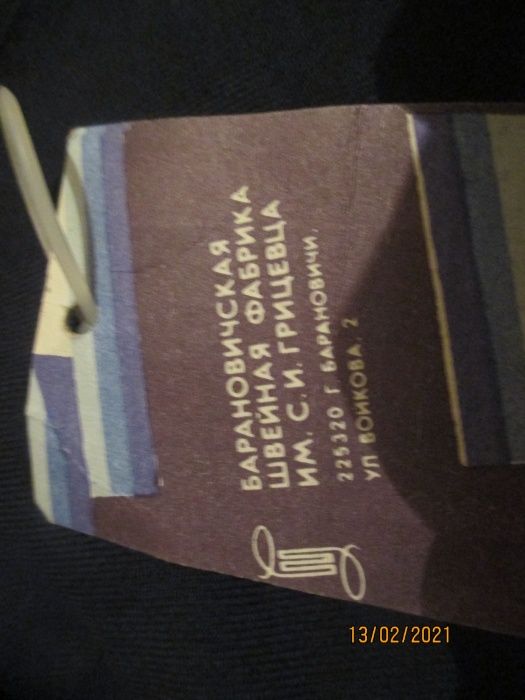 БАРАНОВИЧСКАЯ
ШВЕЙНАЯ ФАБРИКА
ИМ. С. И. ГРИЦЕВЦА
225320 Г БАРАНОВИЧИ,
УЛ ВОЙКОВА, 2
13/02/2021